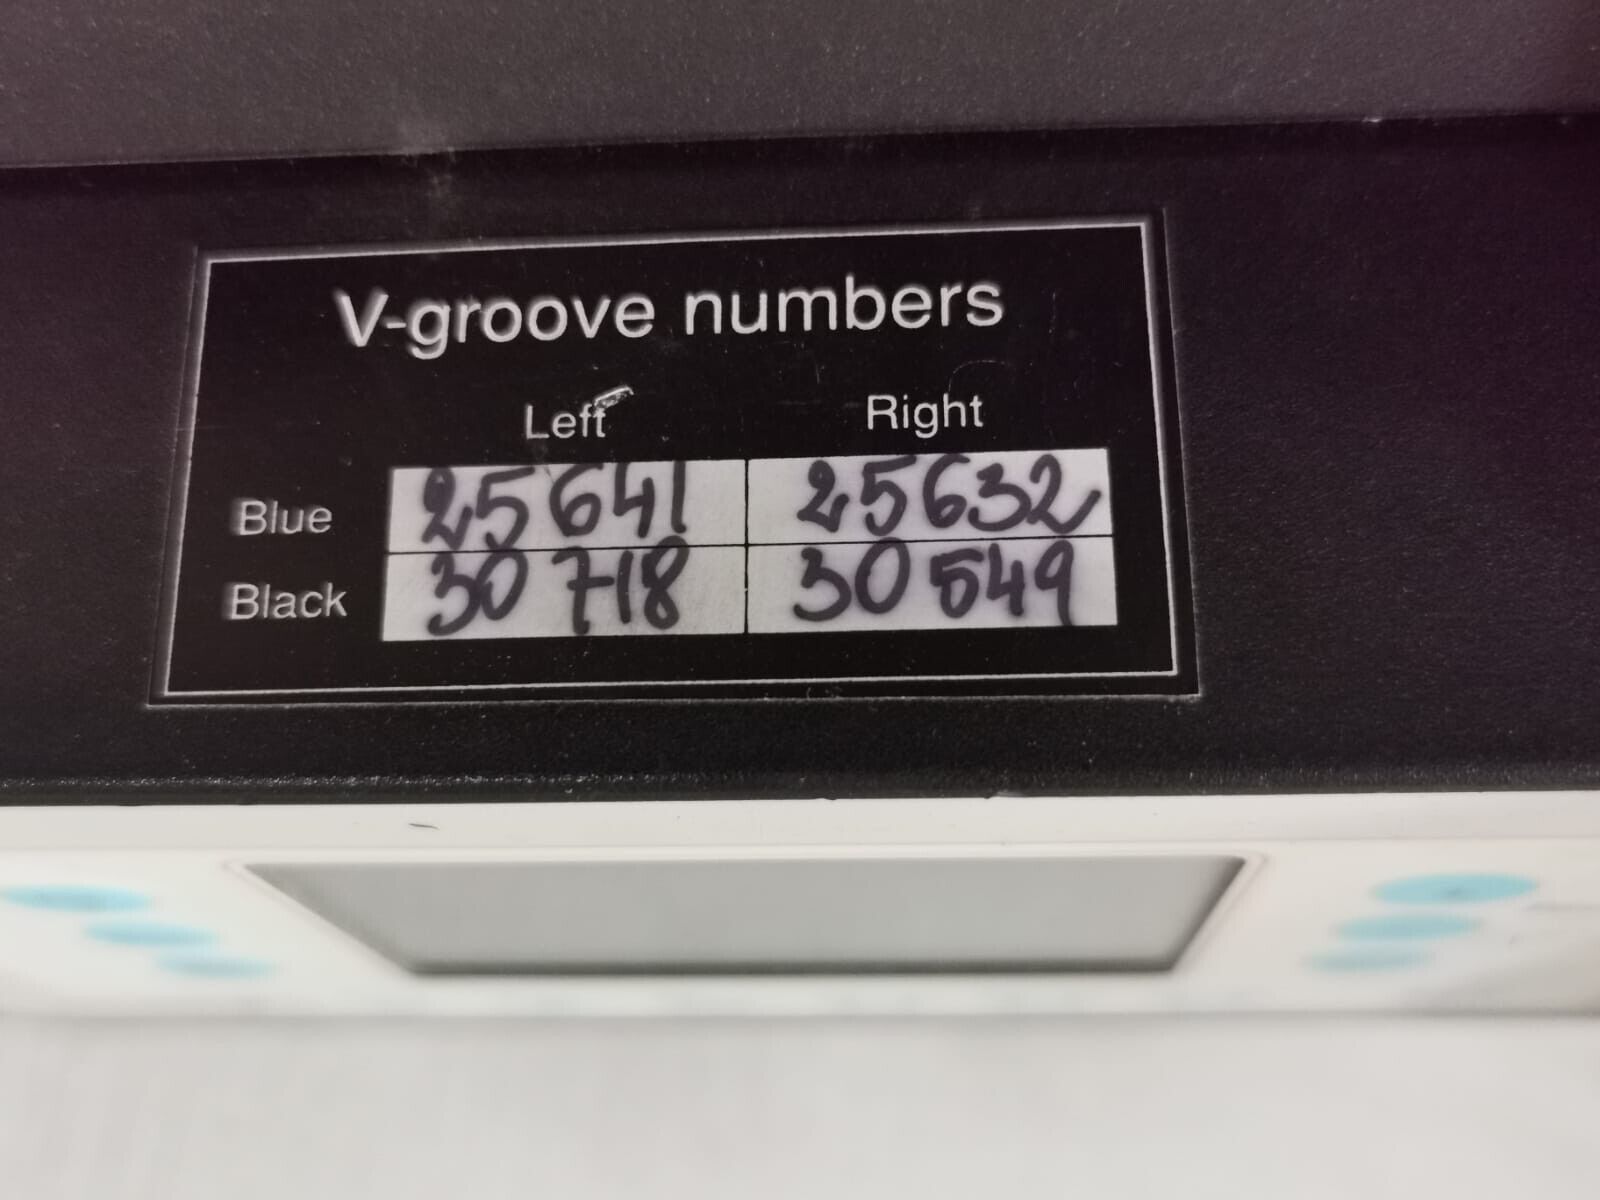 V-groove numbers
Left Right
Blue 25641 25632
Black 30718 30549